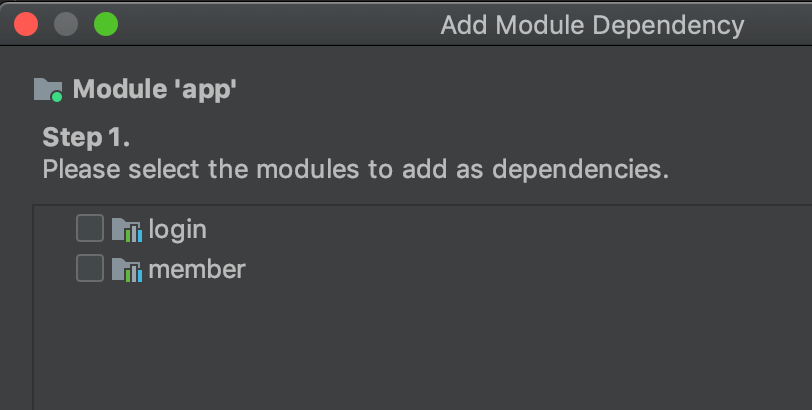 Add Module Dependency
Module 'app'
Step 1.
Please select the modules to add as dependencies.
login
member